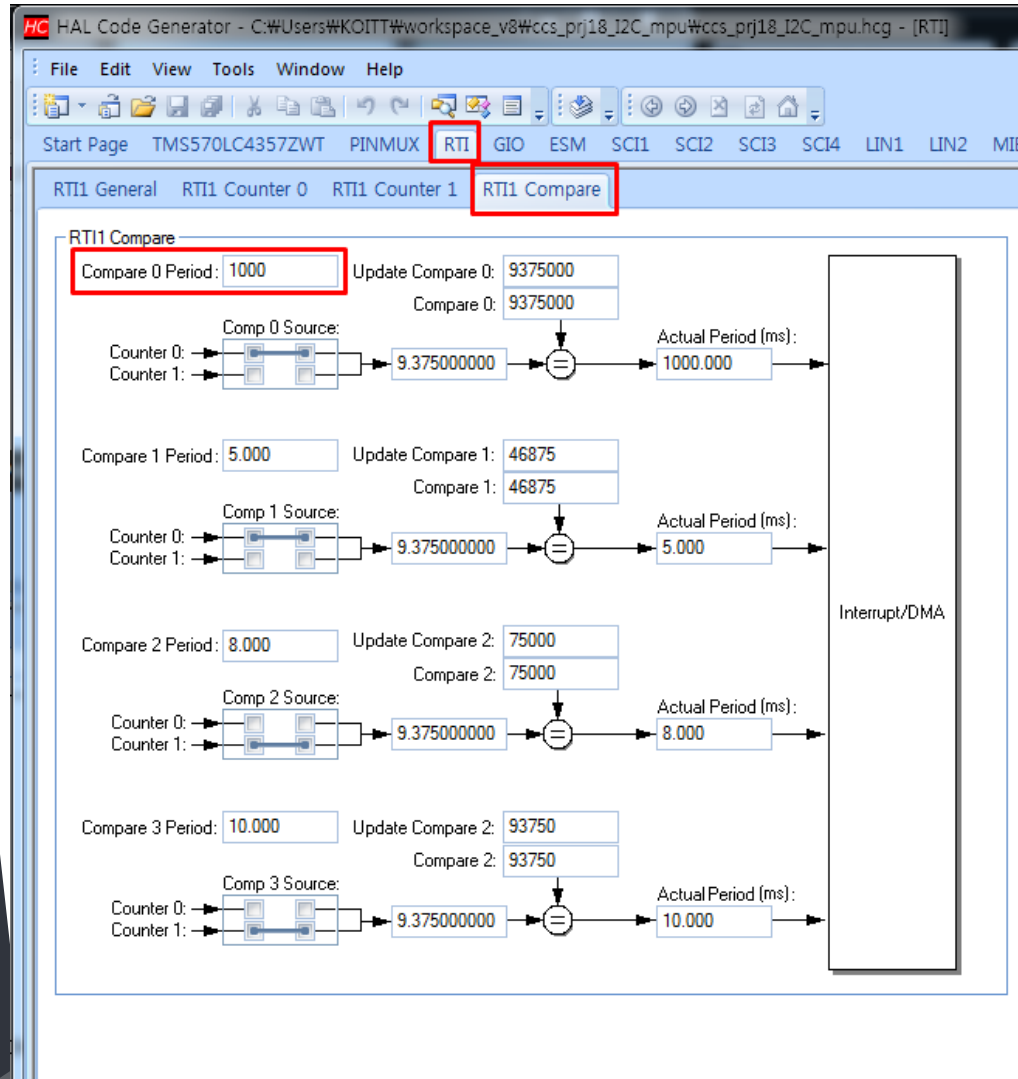 HC HAL Code Generator - C:₩Users₩KOITT₩workspace_v8₩ccs_prj18_I2C_mpu₩ccs_prj18_I2C_mpu.hcg - [RTI]
File Edit View Tools Window Help
Start Page TMS570LC4357ZWT PINMUX RTI GIO ESM SCI1 SCI2 SCI3 SCI4 LIN1 LIN2
RTI1 General RTI1 Counter 0 RTI1 Counter 1 RTI1 Compare
RTI1 Compare
Compare 0 Period: 1000 Update Compare 0: 9375000
Compare 0: 9375000
Comp 0 Source:
Actual Period (ms):
Counter 0:
9.375000000 = 1000.000
Counter 1:
Compare 1 Period: 5.000 Update Compare 1: 46875
Compare 1: 46875
Comp 1 Source:
Actual Period (ms):
Counter 0:
9.375000000 = 5.000
Counter 1:
Interrupt/DMA
Compare 2 Period: 8.000 Update Compare 2: 75000
Compare 2: 75000
Comp 2 Source:
Actual Period (ms):
Counter 0:
9.375000000 = 8.000
Counter 1:
Compare 3 Period: 10.000 Update Compare 2: 93750
Compare 2: 93750
Comp 3 Source:
Actual Period (ms):
Counter 0:
9.375000000 = 10.000
Counter 1: